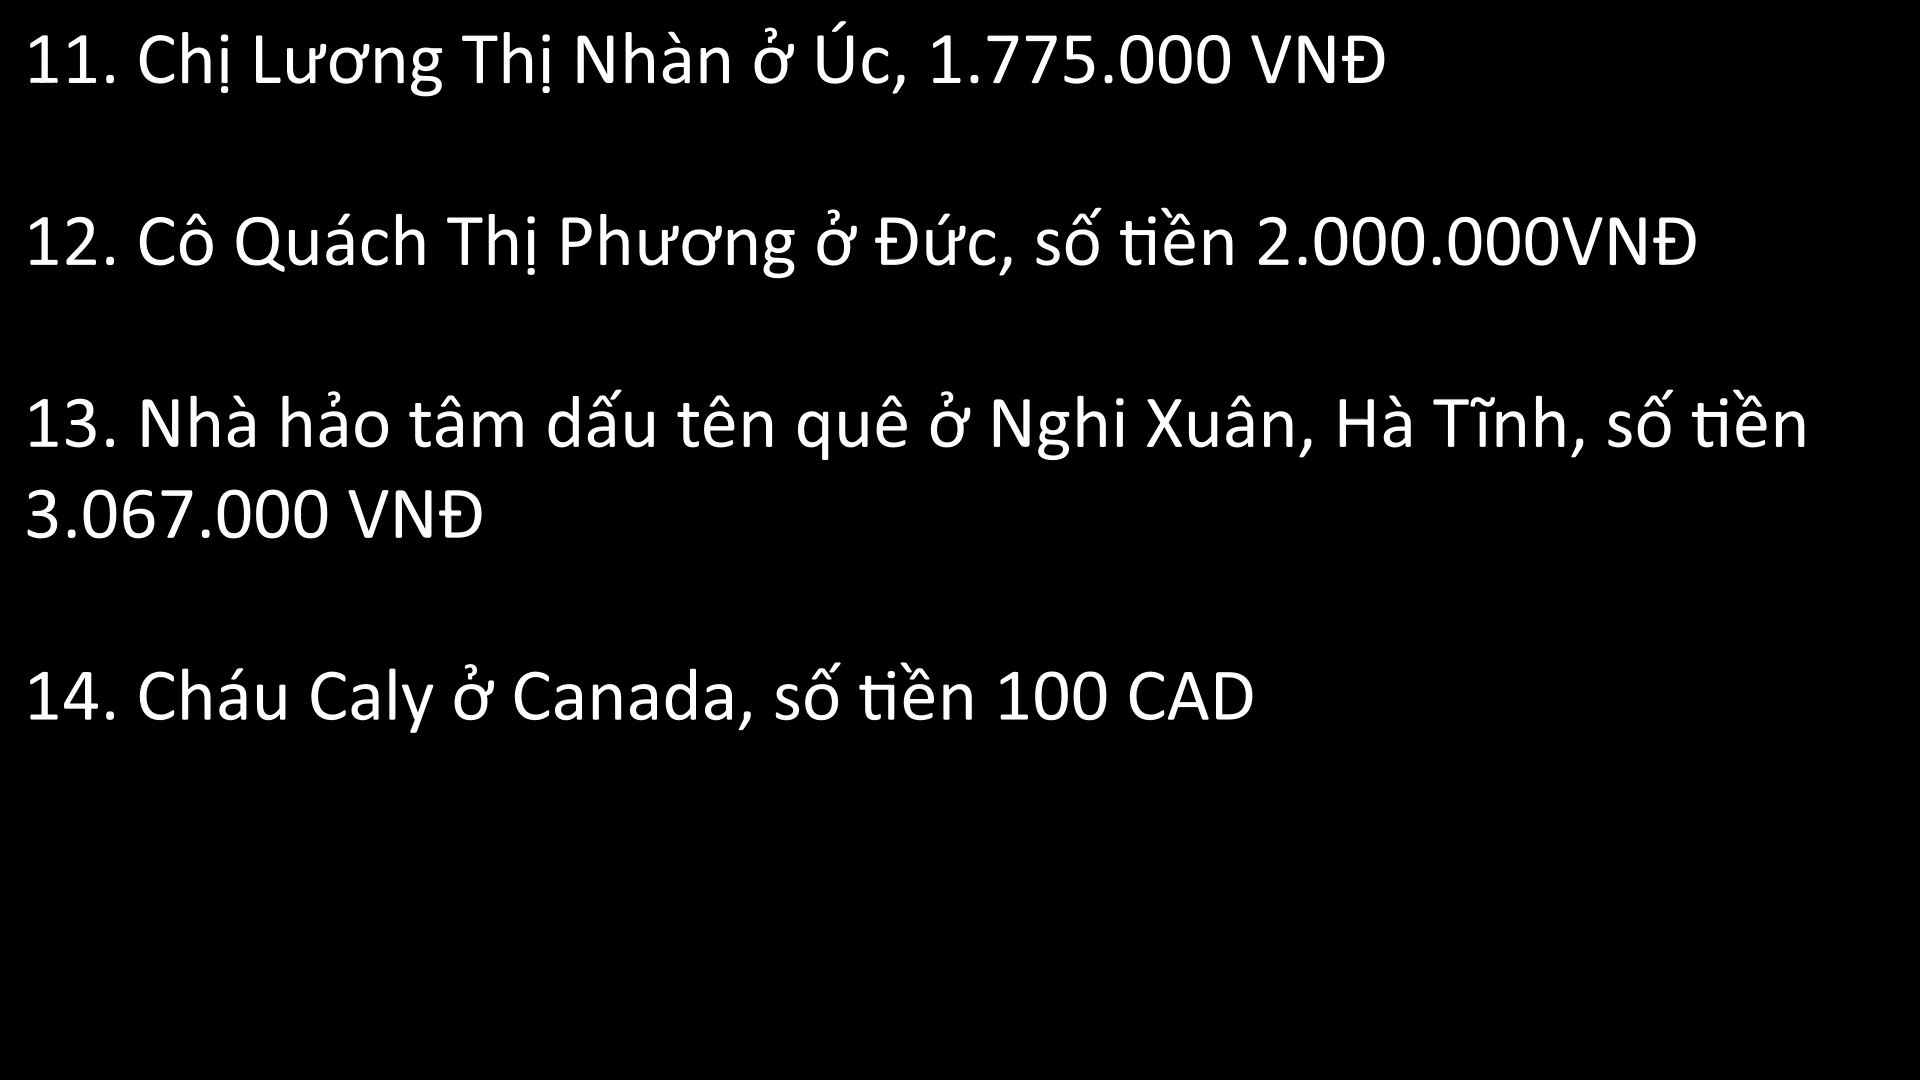 11. Chị Lương Thị Nhàn ở Úc, 1.775.000 VNĐ
12. Cô Quách Thị Phương ở Đức, số tiền 2.000.000VNĐ
13. Nhà hảo tâm dấu tên quê ở Nghi Xuân, Hà Tĩnh, số tiền
3.067.000 VNĐ
14. Cháu Caly ở Canada, số tiền 100 CAD